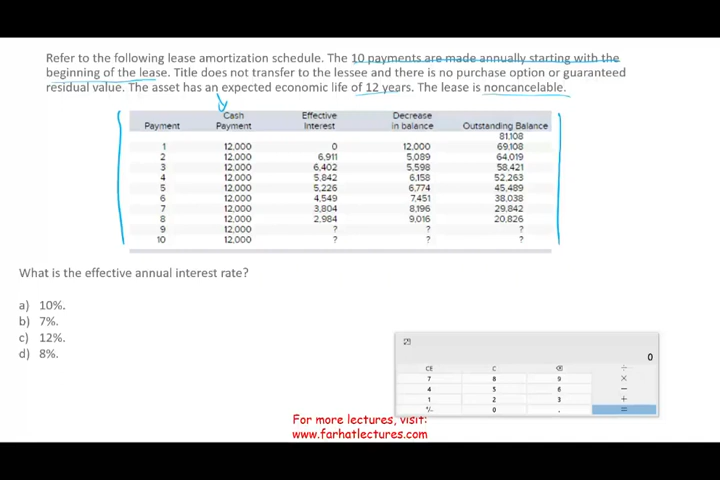 Refer to the following lease amortization schedule. The 10 payments are made annually starting with the
beginning of the lease. Title does not transfer to the lessee and there is no purchase option or guaranteed
residual value. The asset has an expected economic life of 12 years. The lease is noncancelable.
Payment Cash Payment Effective Interest Decrease in balance Outstanding Balance
81,108
1 12,000 0 12,000 69,108
2 12,000 6,911 5,089 64,019
3 12,000 6,402 5,598 58,421
4 12,000 5,842 6,158 52,263
5 12,000 5,226 6,774 45,489
6 12,000 4,549 7,451 38,038
7 12,000 3,804 8,196 29,842
8 12,000 2,984 9,016 20,826
9 12,000 ? ? ?
10 12,000 ? ? ?
What is the effective annual interest rate?
a) 10%.
b) 7%.
c) 12%.
d) 8%.
0
CE C ⌫ ÷
7 8 9 ×
4 5 6 −
1 2 3 +
⁺/₋ 0 . =
For more lectures, visit:
www.farhatlectures.com